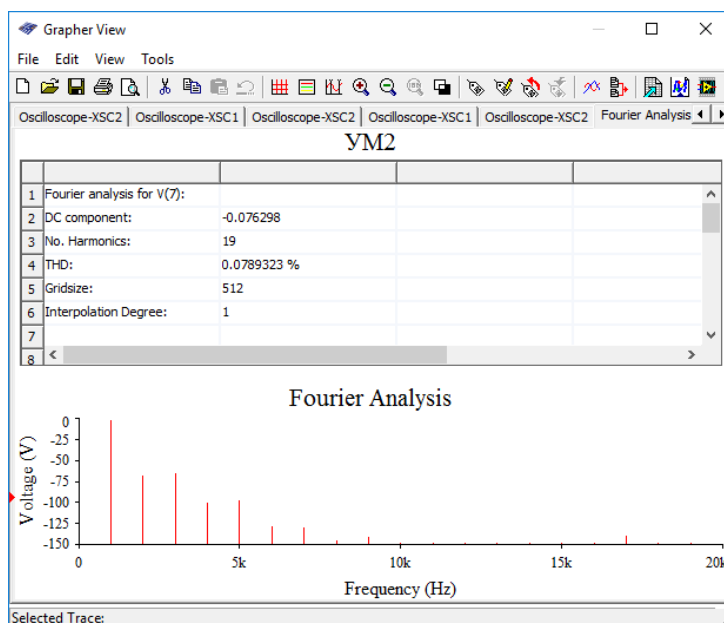 Grapher View
File Edit View Tools
Oscilloscope-XSC2 Oscilloscope-XSC1 Oscilloscope-XSC2 Oscilloscope-XSC1 Oscilloscope-XSC2 Fourier Analysis
УМ2
1 Fourier analysis for V(7):
2 DC component: -0.076298
3 No. Harmonics: 19
4 THD: 0.0789323 %
5 Gridsize: 512
6 Interpolation Degree: 1
7
8
Fourier Analysis
Voltage (V)
0
-25
-50
-75
-100
-125
-150
0 5k 10k 15k 20k
Frequency (Hz)
Selected Trace: